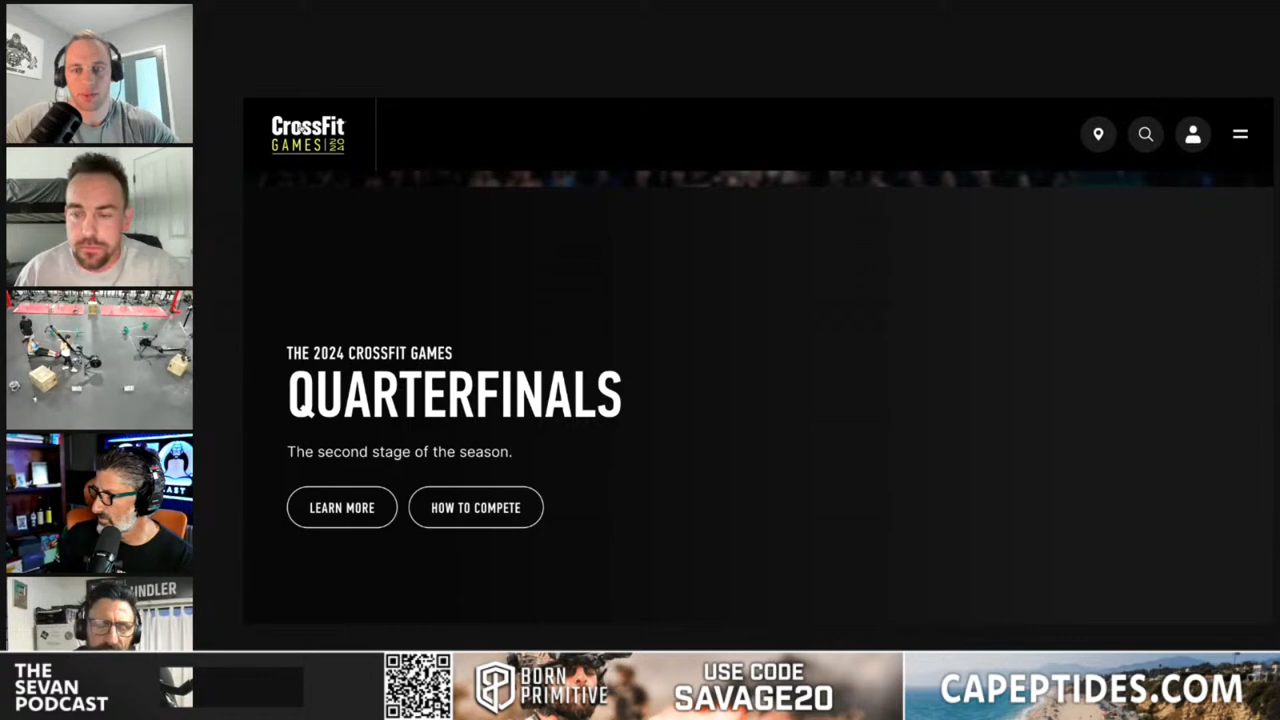 CrossFit
GAMES 2024
THE 2024 CROSSFIT GAMES
QUARTERFINALS
The second stage of the season.
LEARN MORE
HOW TO COMPETE
NDLER
THE
SEVAN
PODCAST
BORN
PRIMITIVE
USE CODE
SAVAGE20
CAPEPTIDES.COM